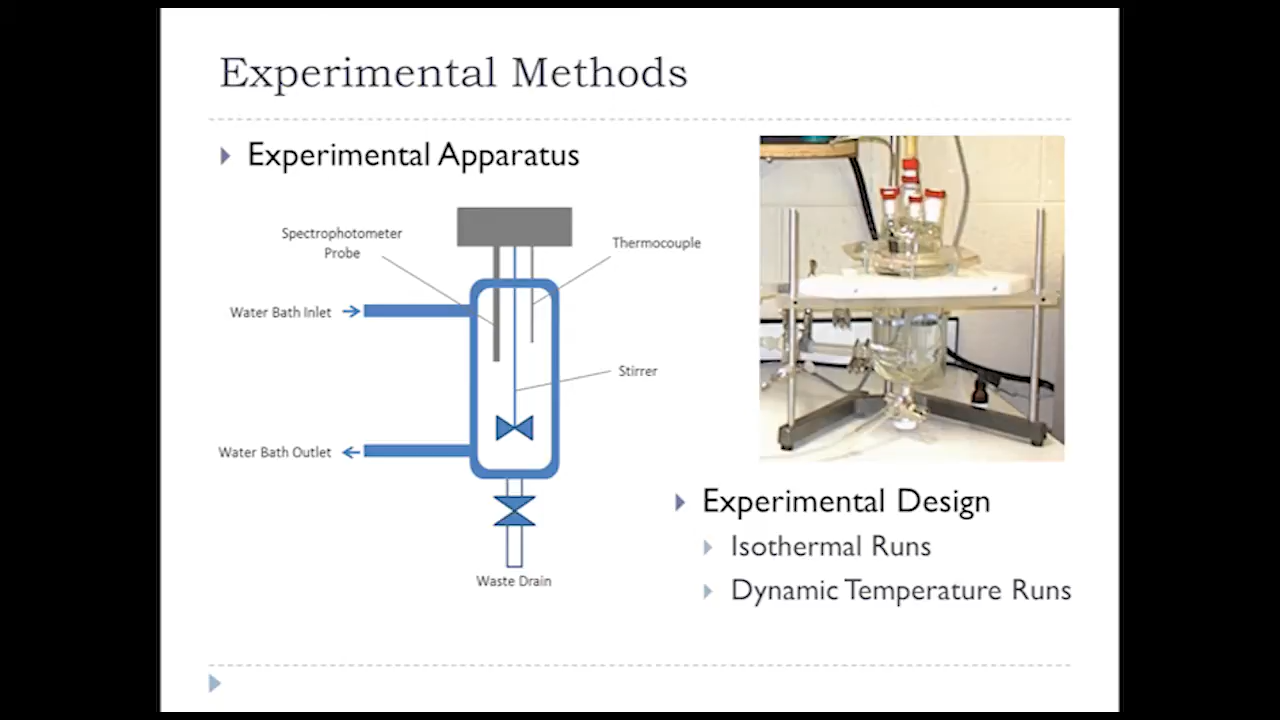 Experimental Methods
Experimental Apparatus
Spectrophotometer
Probe
Thermocouple
Water Bath Inlet
Stirrer
Water Bath Outlet
Waste Drain
Experimental Design
Isothermal Runs
Dynamic Temperature Runs